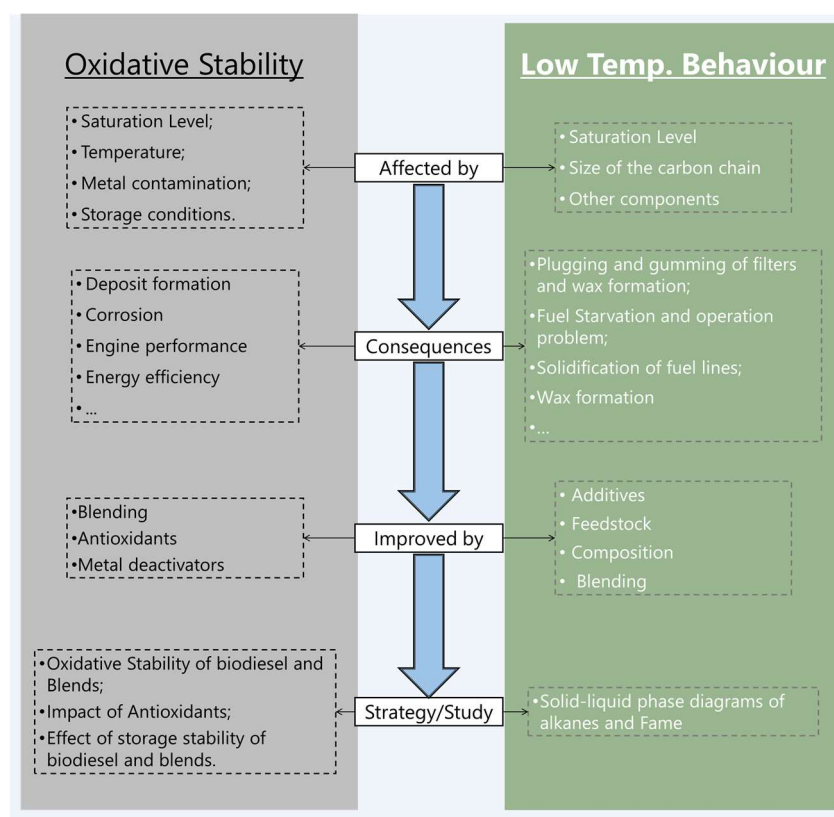 Oxidative Stability
Low Temp. Behaviour
• Saturation Level;
• Temperature;
• Metal contamination;
• Storage conditions.
Affected by
• Saturation Level
• Size of the carbon chain
• Other components
• Deposit formation
• Corrosion
• Engine performance
• Energy efficiency
• ...
Consequences
• Plugging and gumming of filters
and wax formation;
• Fuel Starvation and operation
problem;
• Solidification of fuel lines;
• Wax formation
• ...
• Blending
• Antioxidants
• Metal deactivators
Improved by
• Additives
• Feedstock
• Composition
• Blending
• Oxidative Stability of biodiesel and
Blends;
• Impact of Antioxidants;
• Effect of storage stability of
biodiesel and blends.
Strategy/Study
• Solid-liquid phase diagrams of
alkanes and Fame